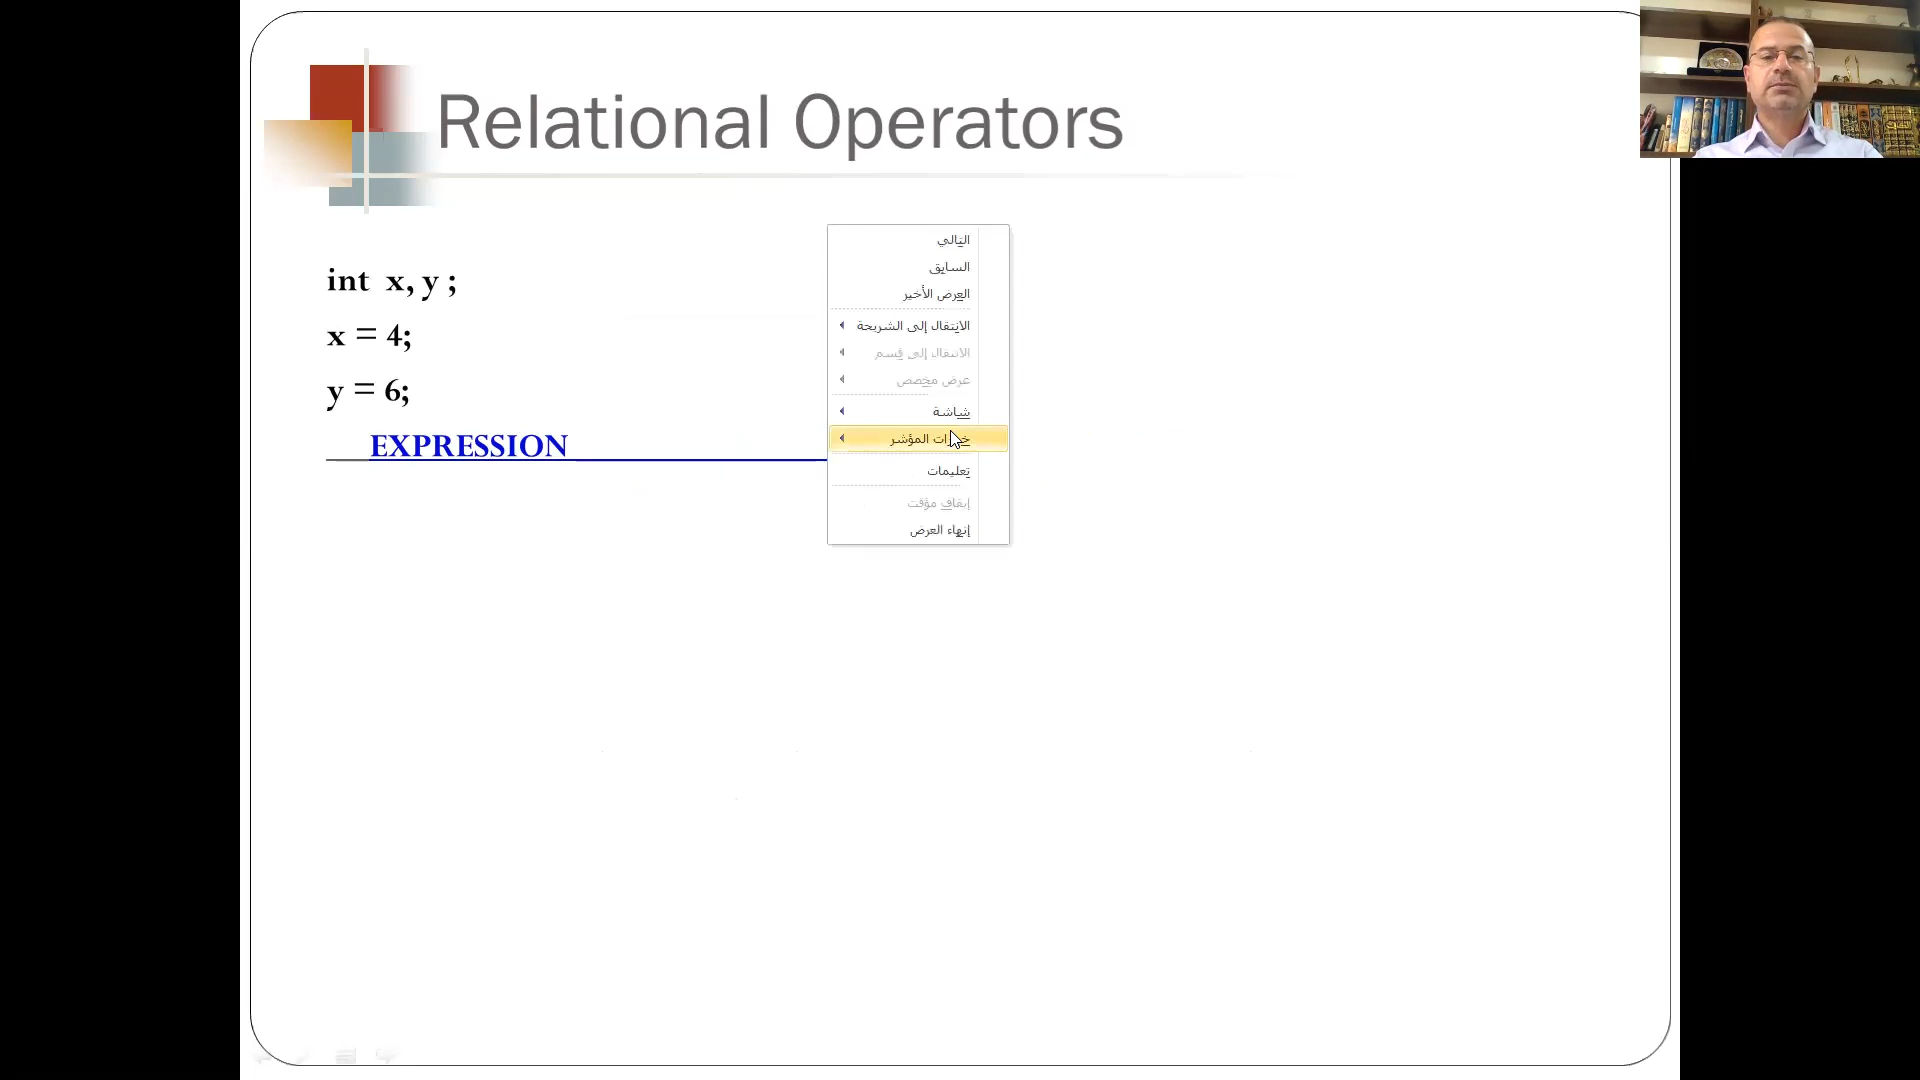 Relational Operators
int x, y ;
x = 4;
y = 6;
EXPRESSION
التالي
السابق
العرض الأخير
الانتقال إلى الشريحة
الانتقال إلى قسم
عرض مخصص
شاشة
خيارات المؤشر
تعليمات
إيقاف مؤقت
إنهاء العرض